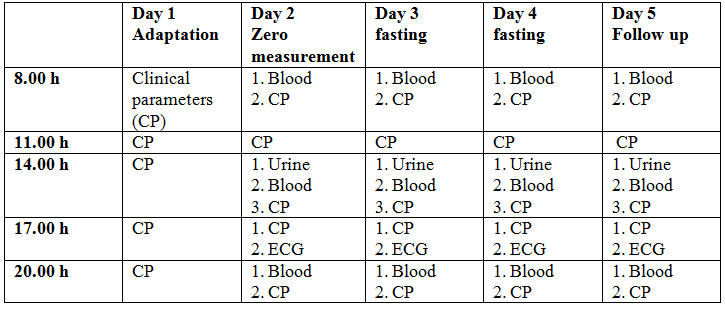 Day 1 Day 2 Day 3 Day 4 Day 5
Adaptation Zero fasting fasting Follow up
measurement
8.00 h Clinical 1. Blood 1. Blood 1. Blood 1. Blood
parameters 2. CP 2. CP 2. CP 2. CP
(CP)
11.00 h CP CP CP CP CP
14.00 h CP 1. Urine 1. Urine 1. Urine 1. Urine
2. Blood 2. Blood 2. Blood 2. Blood
3. CP 3. CP 3. CP 3. CP
17.00 h CP 1. CP 1. CP 1. CP 1. CP
2. ECG 2. ECG 2. ECG 2. ECG
20.00 h CP 1. Blood 1. Blood 1. Blood 1. Blood
2. CP 2. CP 2. CP 2. CP